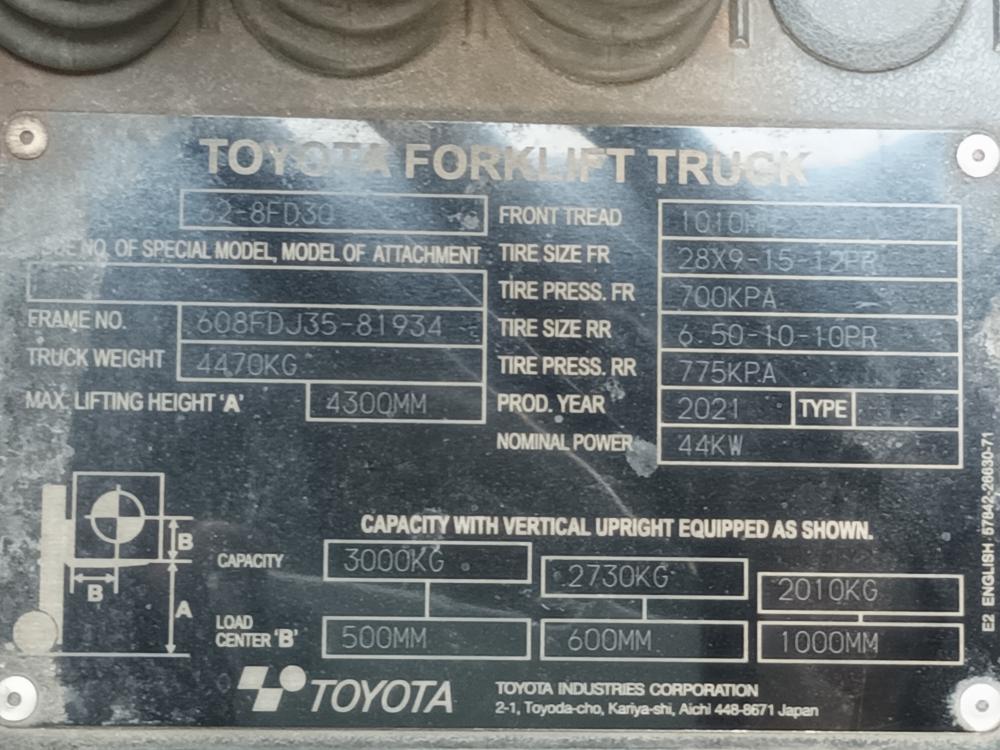 TOYOTA FORKLIFT TRUCK
62-8FD30
NO. OF SPECIAL MODEL, MODEL OF ATTACHMENT
FRAME NO. 608FDJ35-81934
TRUCK WEIGHT 4470KG
MAX. LIFTING HEIGHT 'A' 4300MM
FRONT TREAD 1010MM
TIRE SIZE FR 28X9-15-12PR
TIRE PRESS. FR 700KPA
TIRE SIZE RR 6.50-10-10PR
TIRE PRESS. RR 775KPA
PROD. YEAR 2021 TYPE
NOMINAL POWER 44KW
CAPACITY WITH VERTICAL UPRIGHT EQUIPPED AS SHOWN.
B
B
A
CAPACITY 3000KG 2730KG 2010KG
LOAD
CENTER 'B' 500MM 600MM 1000MM
TOYOTA
TOYOTA INDUSTRIES CORPORATION
2-1, Toyoda-cho, Kariya-shi, Aichi 448-8671 Japan
E2 ENGLISH 57842-26630-71